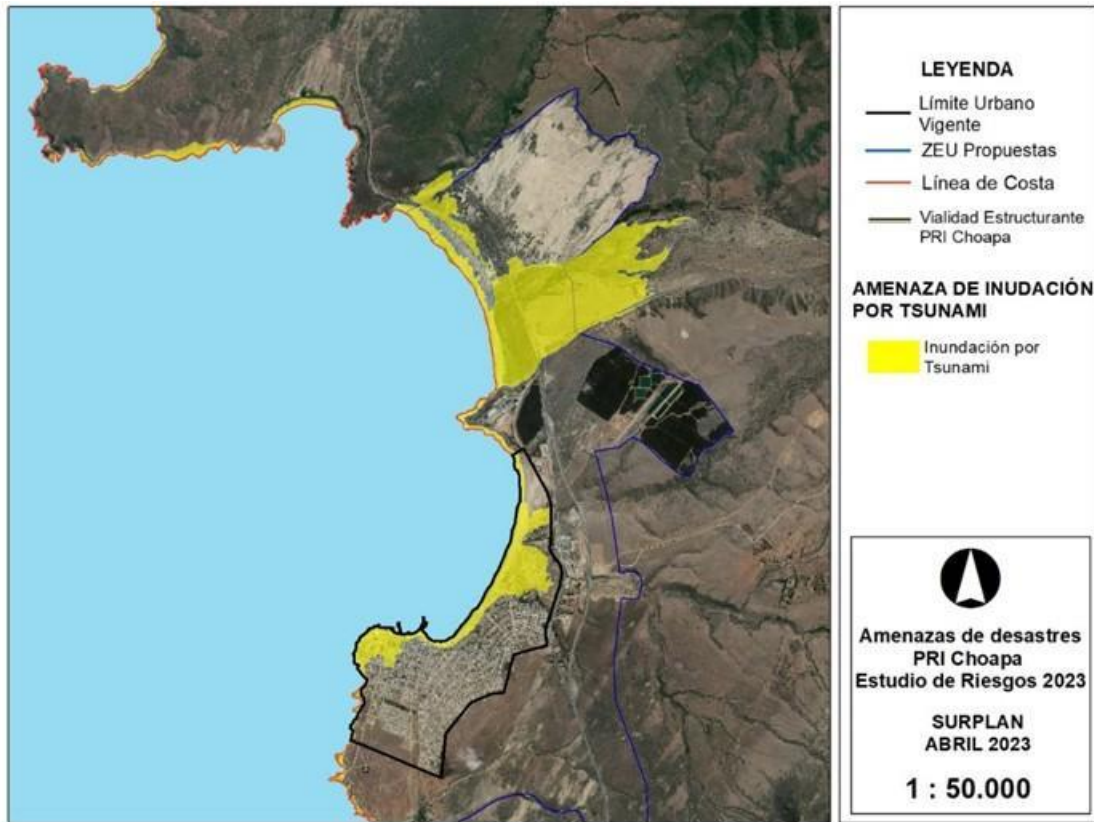 LEYENDA
Límite Urbano
Vigente
ZEU Propuestas
Línea de Costa
Vialidad Estructurante
PRI Choapa
AMENAZA DE INUDACIÓN
POR TSUNAMI
Inundación por
Tsunami
Amenazas de desastres
PRI Choapa
Estudio de Riesgos 2023
SURPLAN
ABRIL 2023
1 : 50.000